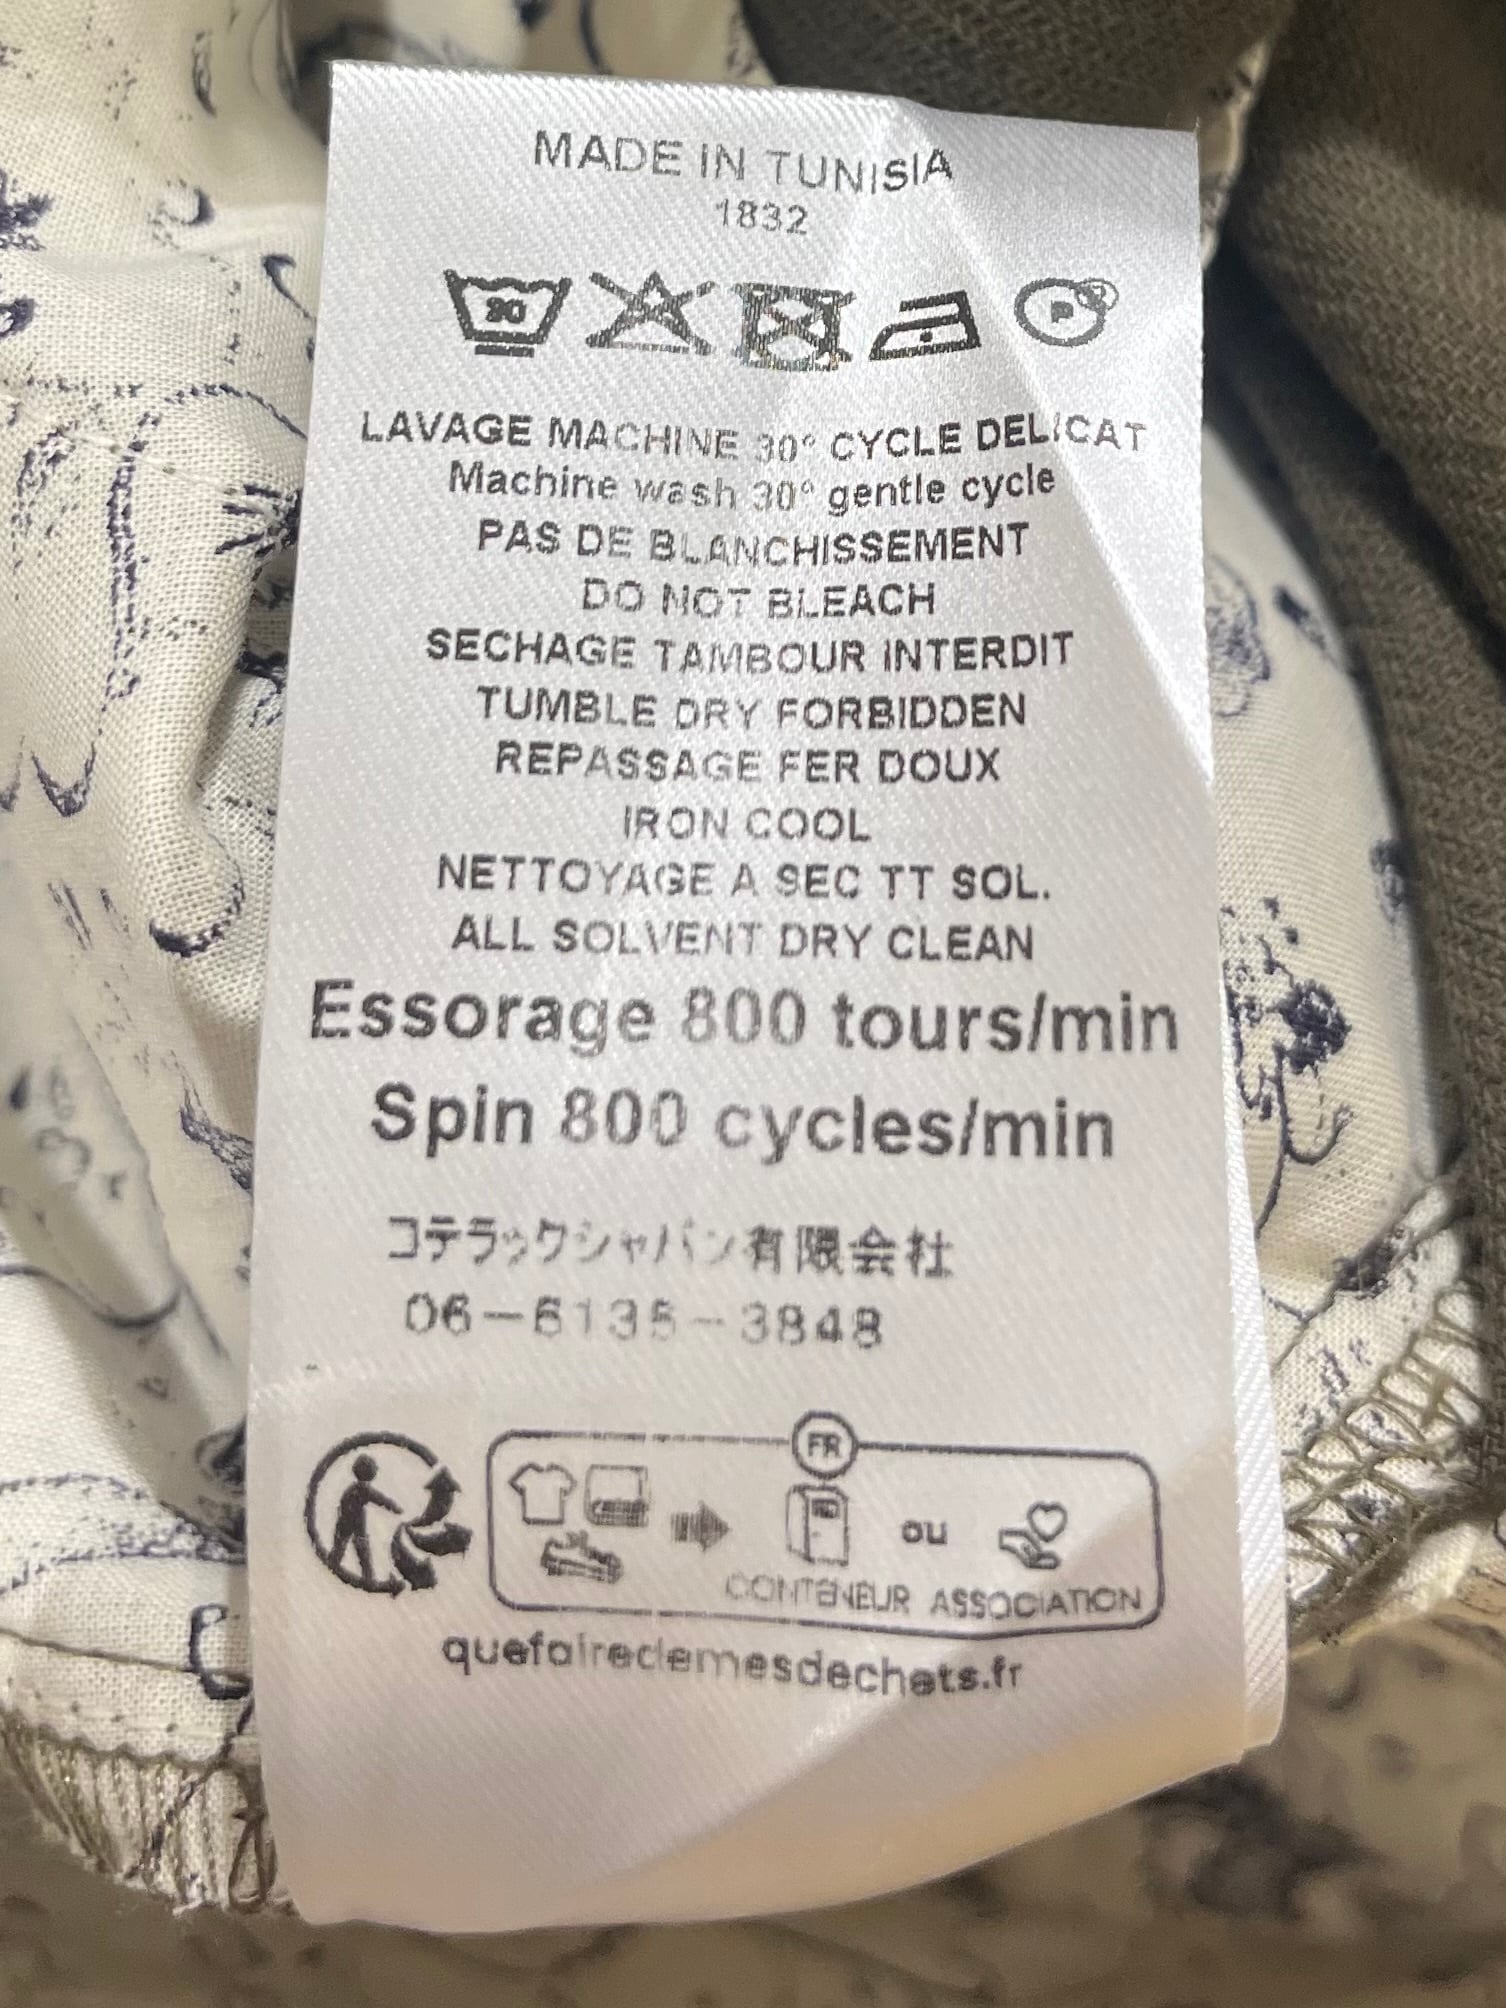 MADE IN TUNISIA
1832
30
P
LAVAGE MACHINE 30° CYCLE DELICAT
Machine wash 30° gentle cycle
PAS DE BLANCHISSEMENT
DO NOT BLEACH
SECHAGE TAMBOUR INTERDIT
TUMBLE DRY FORBIDDEN
REPASSAGE FER DOUX
IRON COOL
NETTOYAGE A SEC TT SOL.
ALL SOLVENT DRY CLEAN
Essorage 800 tours/min
Spin 800 cycles/min
コテラックジャパン有限会社
06-6135-3848
FR
ou
CONTENEUR ASSOCIATION
quefairedemesdechets.fr